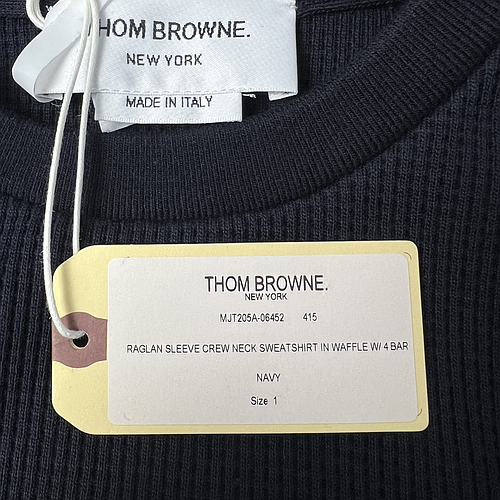 THOM BROWNE.
NEW YORK
MADE IN ITALY
THOM BROWNE.
NEW YORK
MJT205A-06452 415
RAGLAN SLEEVE CREW NECK SWEATSHIRT IN WAFFLE W/ 4 BAR
NAVY
Size 1